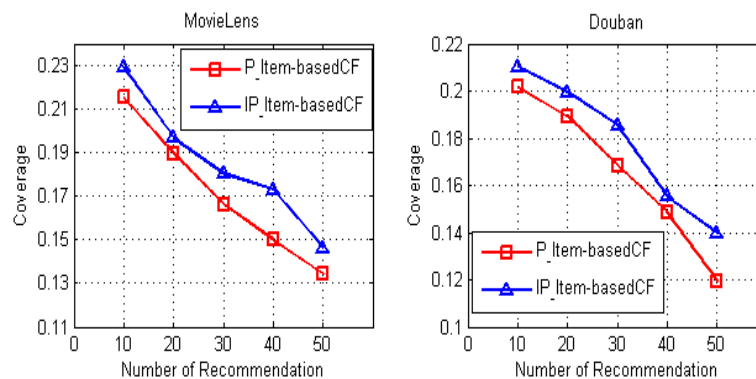 MovieLens
0.23
0.21
0.19
0.17
0.15
0.13
0.11
Coverage
P_Item-basedCF
IP_Item-basedCF
0 10 20 30 40 50
Number of Recommendation
Douban
0.22
0.2
0.18
0.16
0.14
0.12
0.1
Coverage
P_Item-basedCF
IP_Item-basedCF
0 10 20 30 40 50
Number of Recommendation